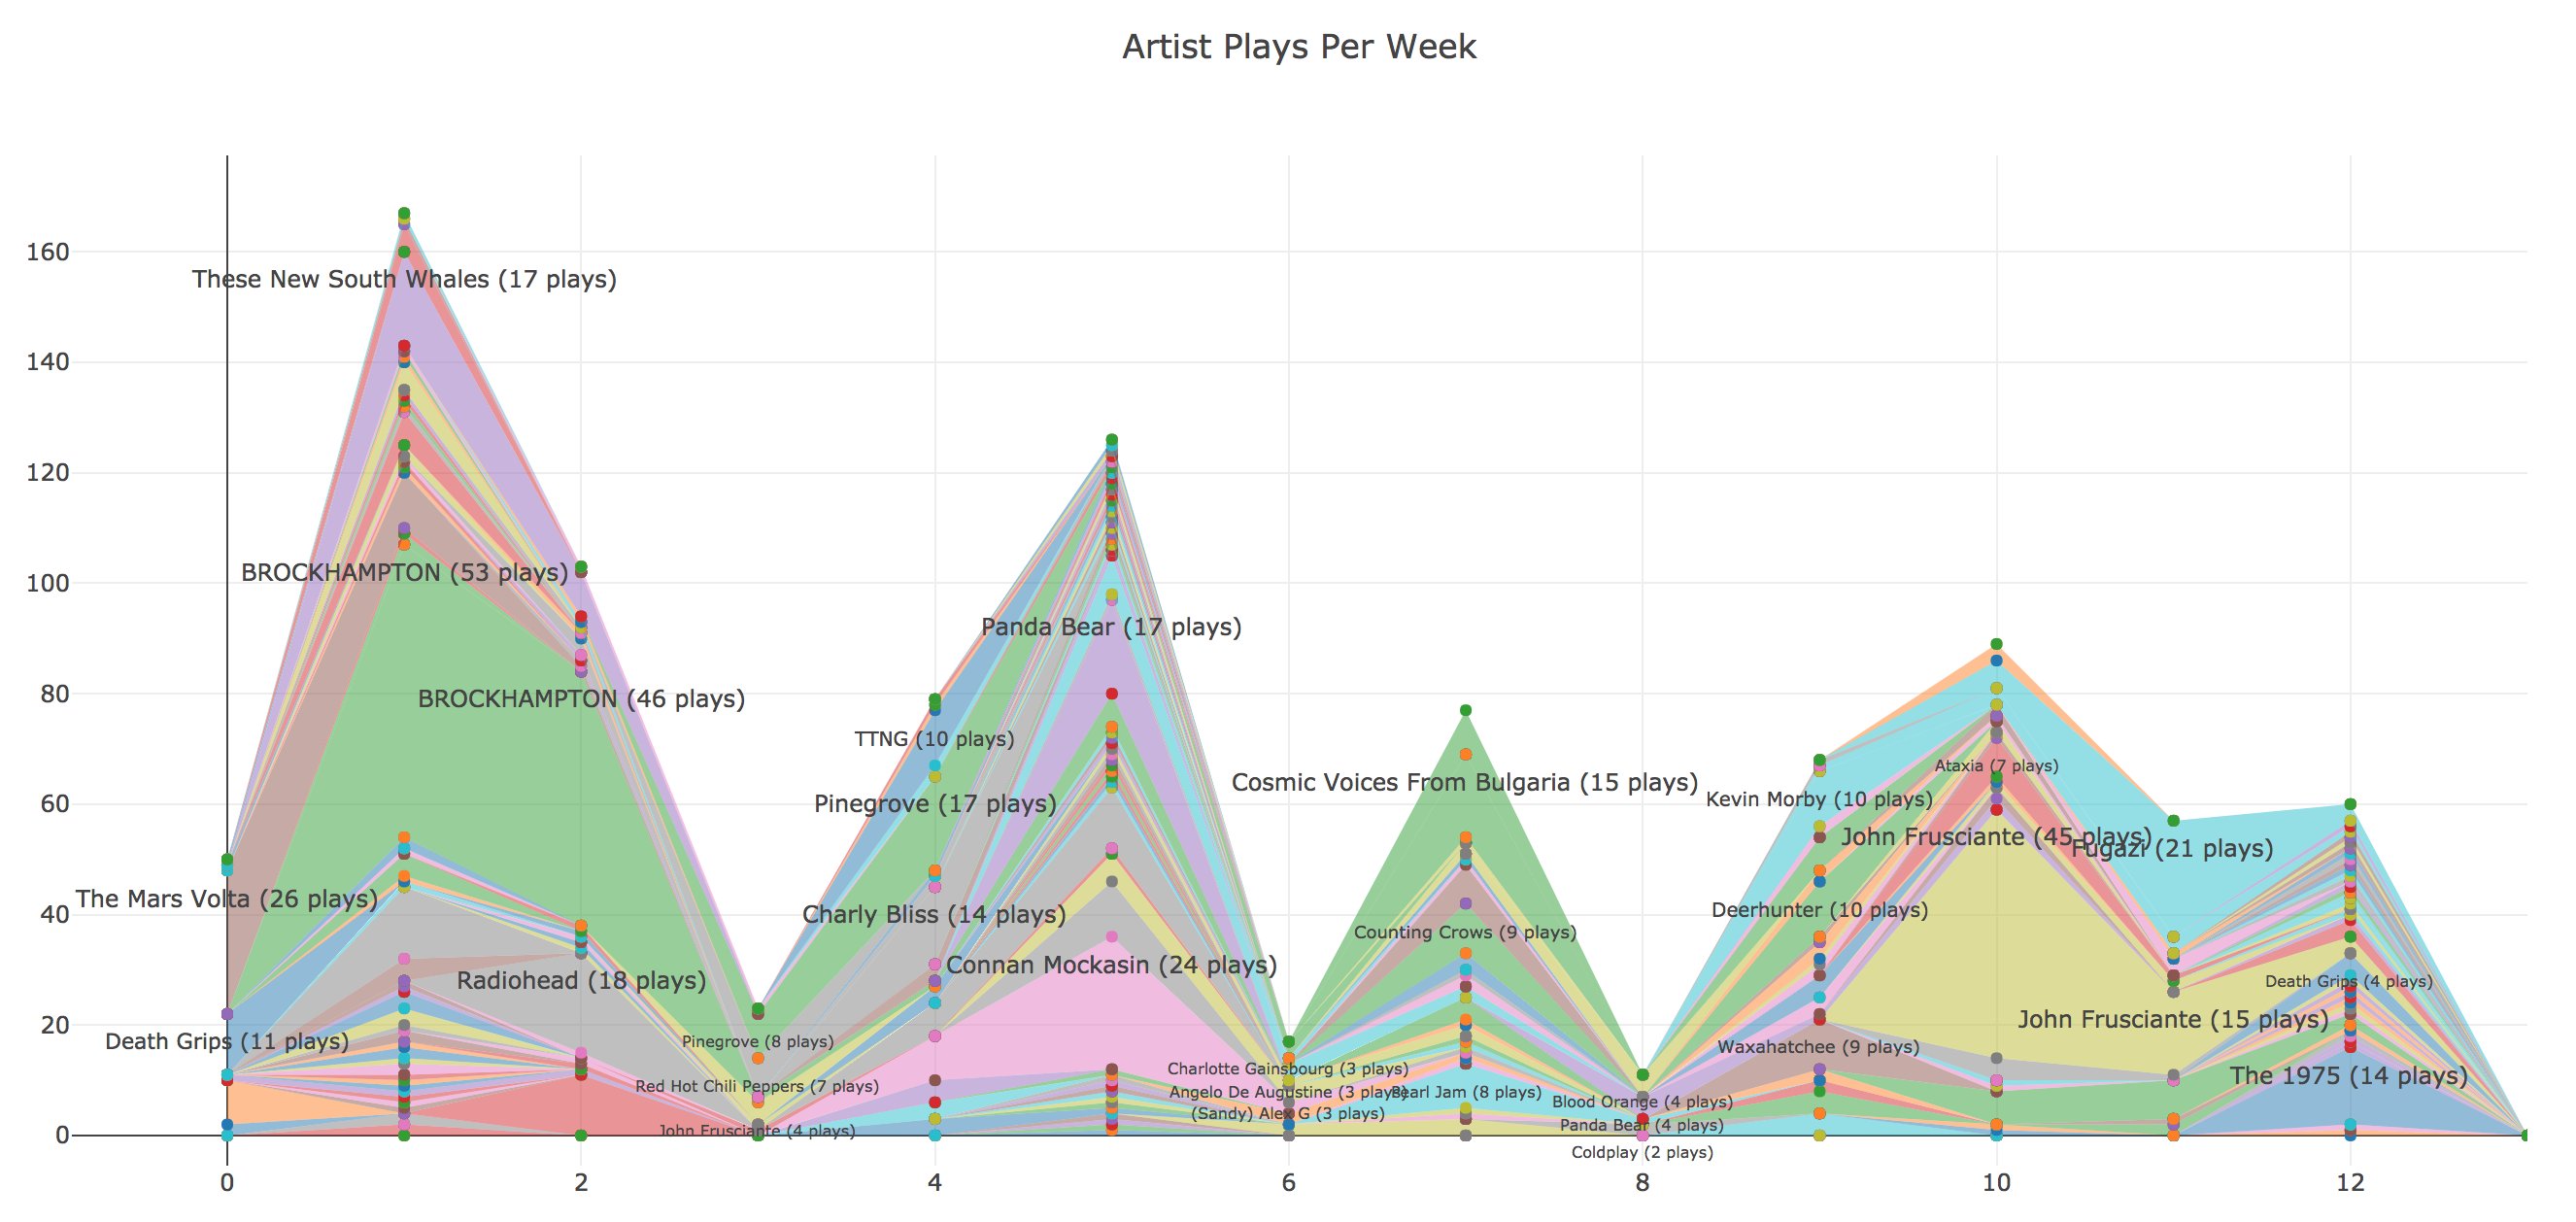 Artist Plays Per Week
160
These New South Whales (17 plays)
140
120
BROCKHAMPTON (53 plays)
100
BROCKHAMPTON (46 plays)
Panda Bear (17 plays)
80
TTNG (10 plays)
Cosmic Voices From Bulgaria (15 plays)
Ataxia (7 plays)
60
Pinegrove (17 plays)
Kevin Morby (10 plays)
John Frusciante (45 plays)
Fugazi (21 plays)
The Mars Volta (26 plays)
40
Charly Bliss (14 plays)
Deerhunter (10 plays)
Counting Crows (9 plays)
Connan Mockasin (24 plays)
Radiohead (18 plays)
Death Grips (4 plays)
20
John Frusciante (15 plays)
Death Grips (11 plays)
Pinegrove (8 plays)
Waxahatchee (9 plays)
Charlotte Gainsbourg (3 plays)
The 1975 (14 plays)
Red Hot Chili Peppers (7 plays)
Angelo De Augustine (3 plays)
Pearl Jam (8 plays)
Blood Orange (4 plays)
(Sandy) Alex G (3 plays)
Panda Bear (4 plays)
John Frusciante (4 plays)
0
Coldplay (2 plays)
0 2 4 6 8 10 12